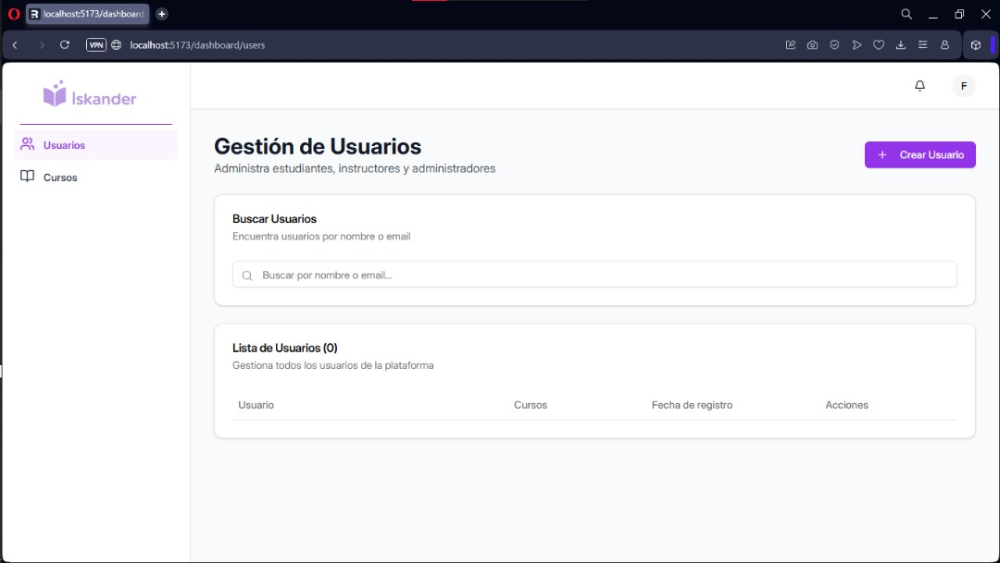 localhost:5173/dashboard
VPN localhost:5173/dashboard/users
Iskander
F
Usuarios
Cursos
Gestión de Usuarios
Administra estudiantes, instructores y administradores
+ Crear Usuario
Buscar Usuarios
Encuentra usuarios por nombre o email
Buscar por nombre o email...
Lista de Usuarios (0)
Gestiona todos los usuarios de la plataforma
Usuario Cursos Fecha de registro Acciones